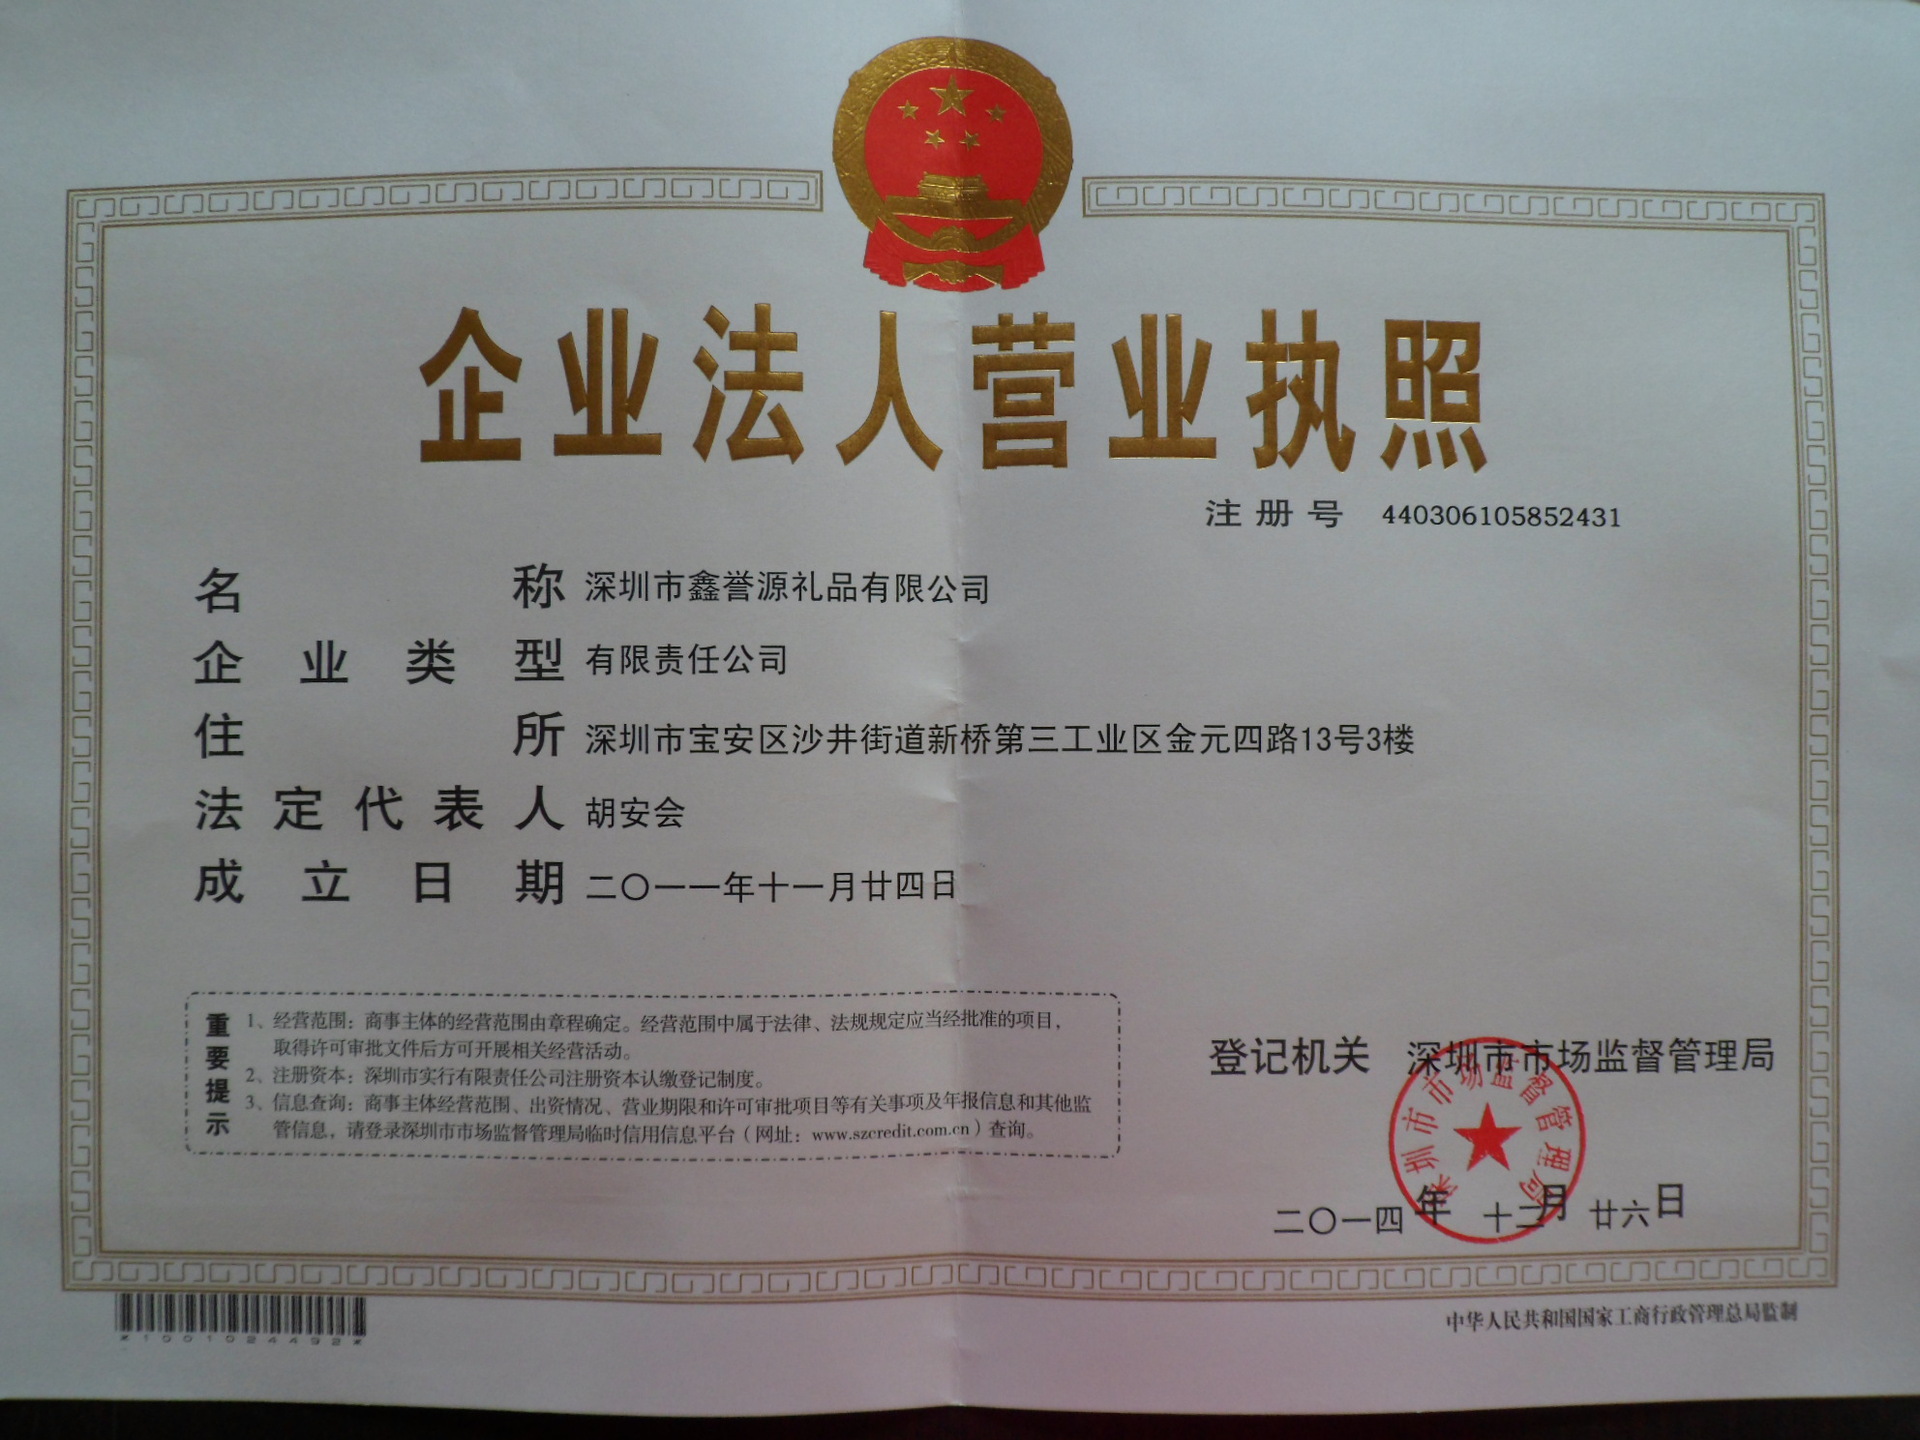 企业法人营业执照
注册号 440306105852431
名称 深圳市鑫誉源礼品有限公司
企业类型 有限责任公司
住所 深圳市宝安区沙井街道新桥第三工业区金元四路13号3楼
法定代表人 胡安会
成立日期 二〇一一年十一月廿四日
重要提示
1、经营范围：商事主体的经营范围由章程确定。经营范围中属于法律、法规规定应当经批准的项目，
取得许可审批文件后方可开展相关经营活动。
2、注册资本：深圳市实行有限责任公司注册资本认缴登记制度。
3、信息查询：商事主体经营范围、出资情况、营业期限和许可审批项目等有关事项及年报信息和其他监
管信息，请登录深圳市市场监督管理局临时信用信息平台（网址：www.szcredit.com.cn）查询。
登记机关 深圳市市场监督管理局
深圳市市场监督管理局
二〇一四年十二月廿六日
*1001024492*
中华人民共和国国家工商行政管理总局监制